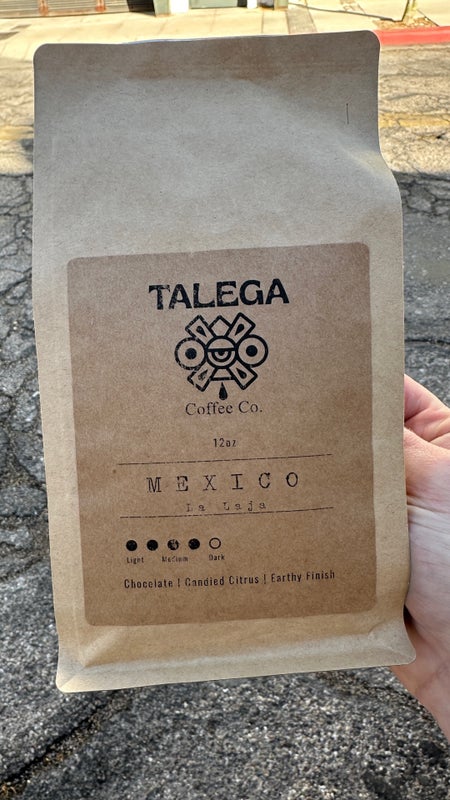 TALEGA
Coffee Co.
12oz
MEXICO
La Laja
Light Medium Dark
Chocolate | Candied Citrus | Earthy Finish